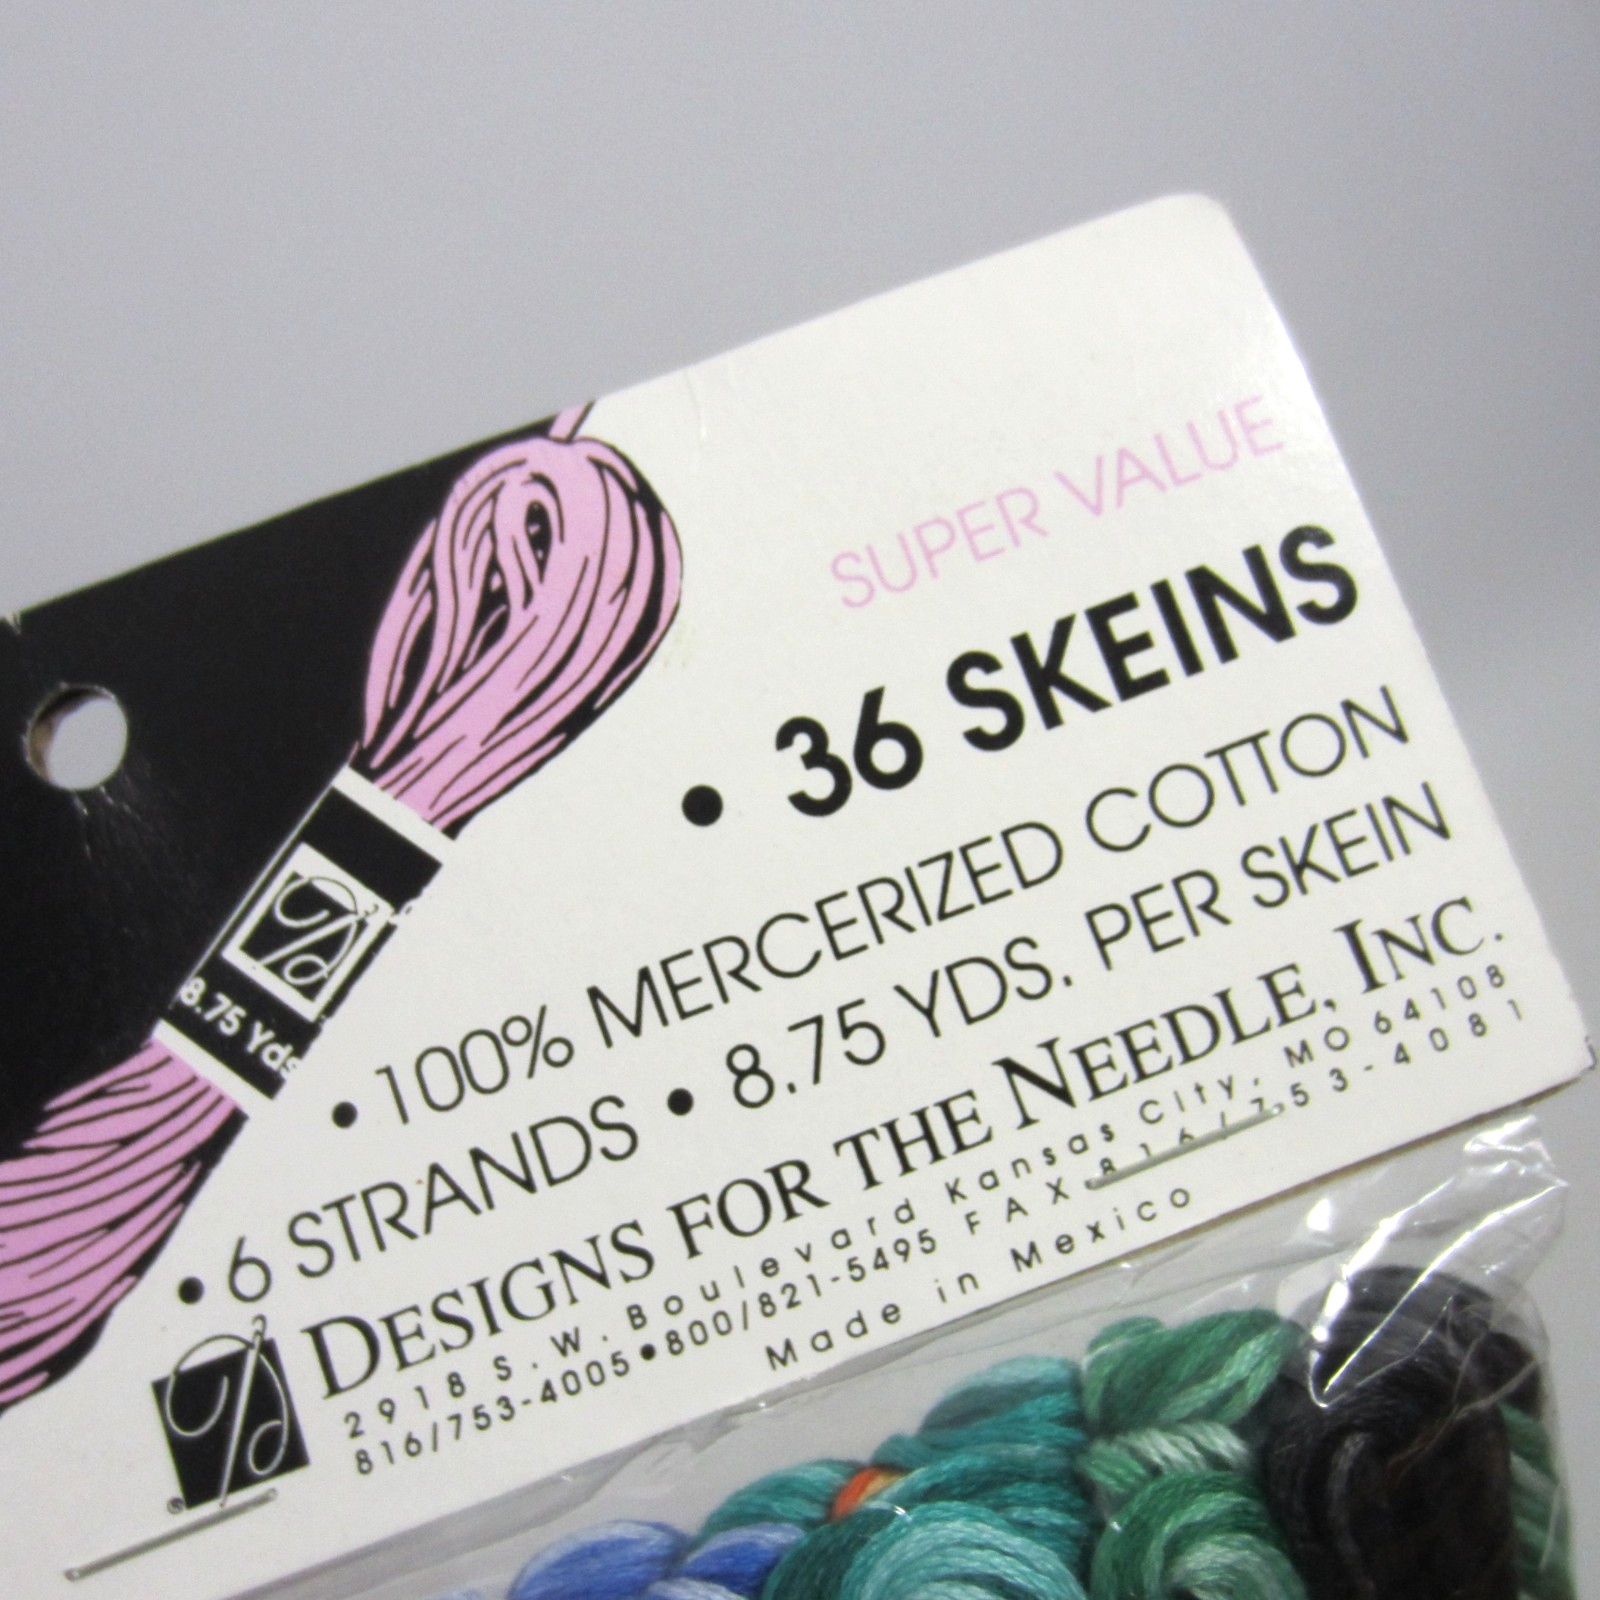 SUPER VALUE
• 36 SKEINS
• 100% MERCERIZED COTTON
• 6 STRANDS • 8.75 YDS. PER SKEIN
DESIGNS FOR THE NEEDLE, INC.
2918 S.W. Boulevard Kansas City, MO 64108
816/753-4005•800/821-5495 FAX 816/753-4081
Made in Mexico
8.75 Yds
®